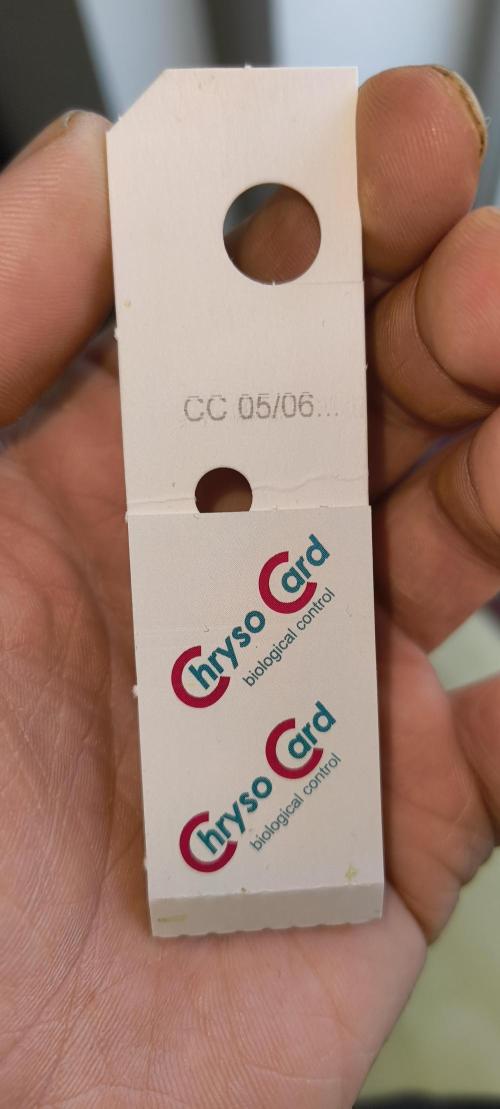 CC 05/06...
Chryso Card
biological control
Chryso Card
biological control